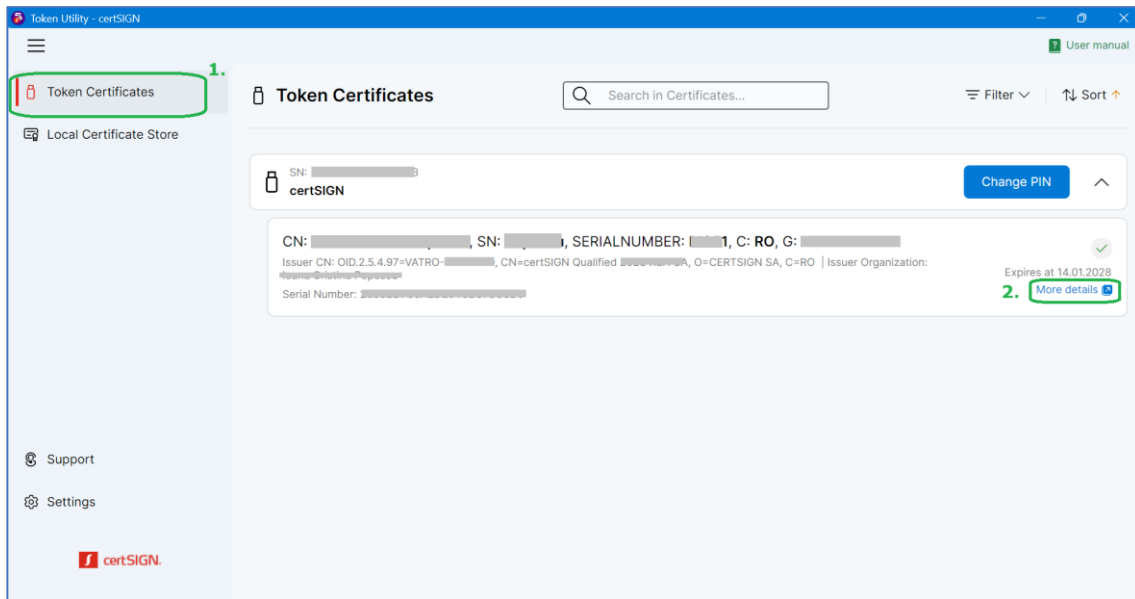 Token Utility - certSIGN
User manual
1.
Token Certificates
Local Certificate Store
Token Certificates
Search in Certificates...
Filter
Sort
SN:
certSIGN
Change PIN
CN: , SN: , SERIALNUMBER: 1, C: RO, G:
Issuer CN: OID.2.5.4.97=VATRO- , CN=certSIGN Qualified , O=CERTSIGN SA, C=RO | Issuer Organization:
Serial Number:
Expires at 14.01.2028
2.
More details
Support
Settings
certSIGN.